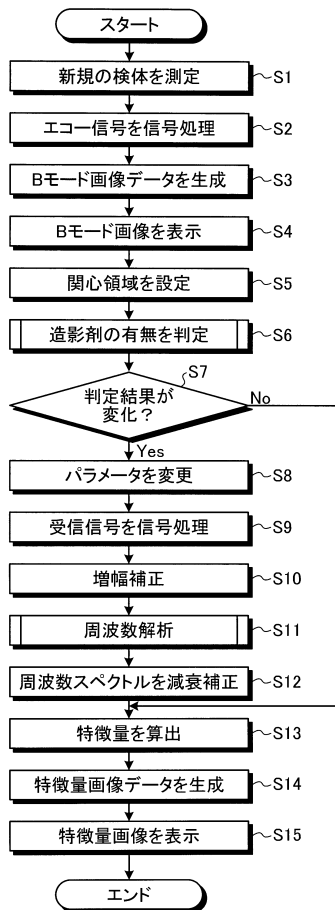 スタート
新規の検体を測定 S1
エコー信号を信号処理 S2
Bモード画像データを生成 S3
Bモード画像を表示 S4
関心領域を設定 S5
造影剤の有無を判定 S6
S7
判定結果が
変化？
No
Yes
パラメータを変更 S8
受信信号を信号処理 S9
増幅補正 S10
周波数解析 S11
周波数スペクトルを減衰補正 S12
特徴量を算出 S13
特徴量画像データを生成 S14
特徴量画像を表示 S15
エンド